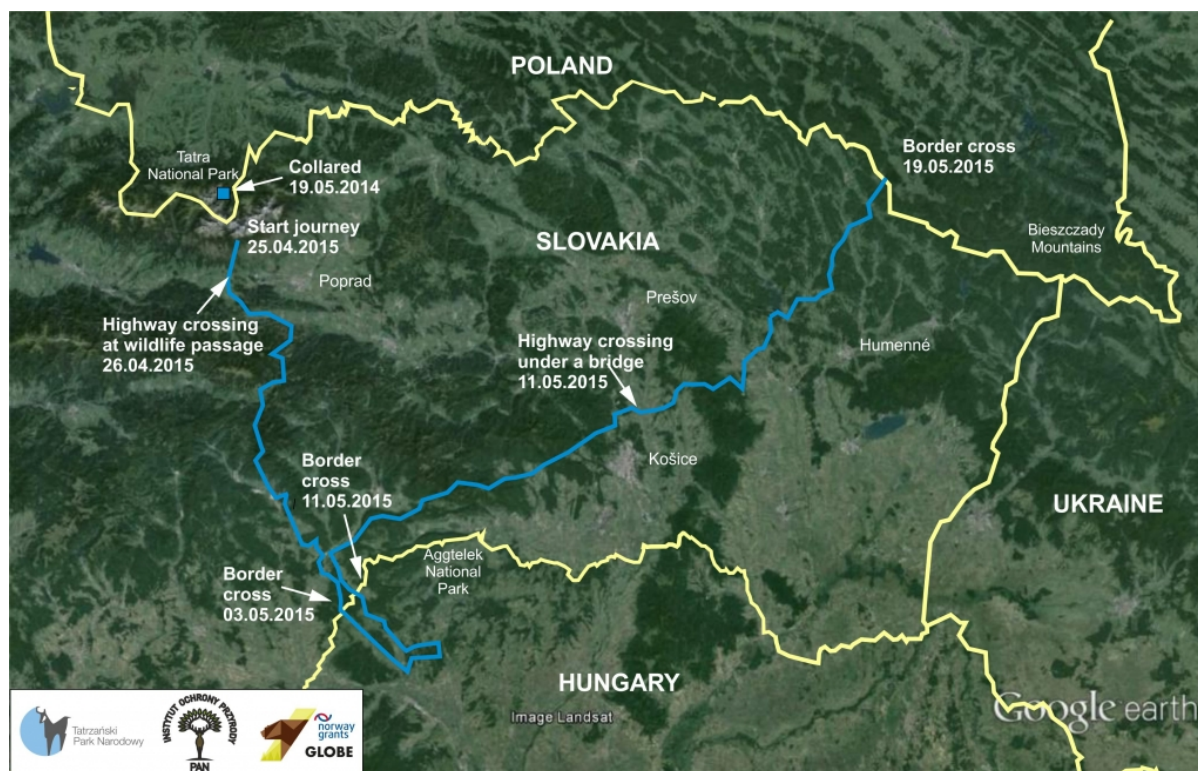 POLAND
Tatra
National Park
Collared
19.05.2014
Border cross
19.05.2015
Start journey
25.04.2015
SLOVAKIA
Bieszczady
Mountains
Poprad
Prešov
Highway crossing
at wildlife passage
26.04.2015
Highway crossing
under a bridge
11.05.2015
Humenné
Border
cross
11.05.2015
Košice
UKRAINE
Aggtelek
National
Park
Border
cross
03.05.2015
HUNGARY
Image Landsat
Google earth
Tatrzański
Park Narodowy
INSTYTUT OCHRONY PRZYRODY
PAN
norway
grants
GLOBE